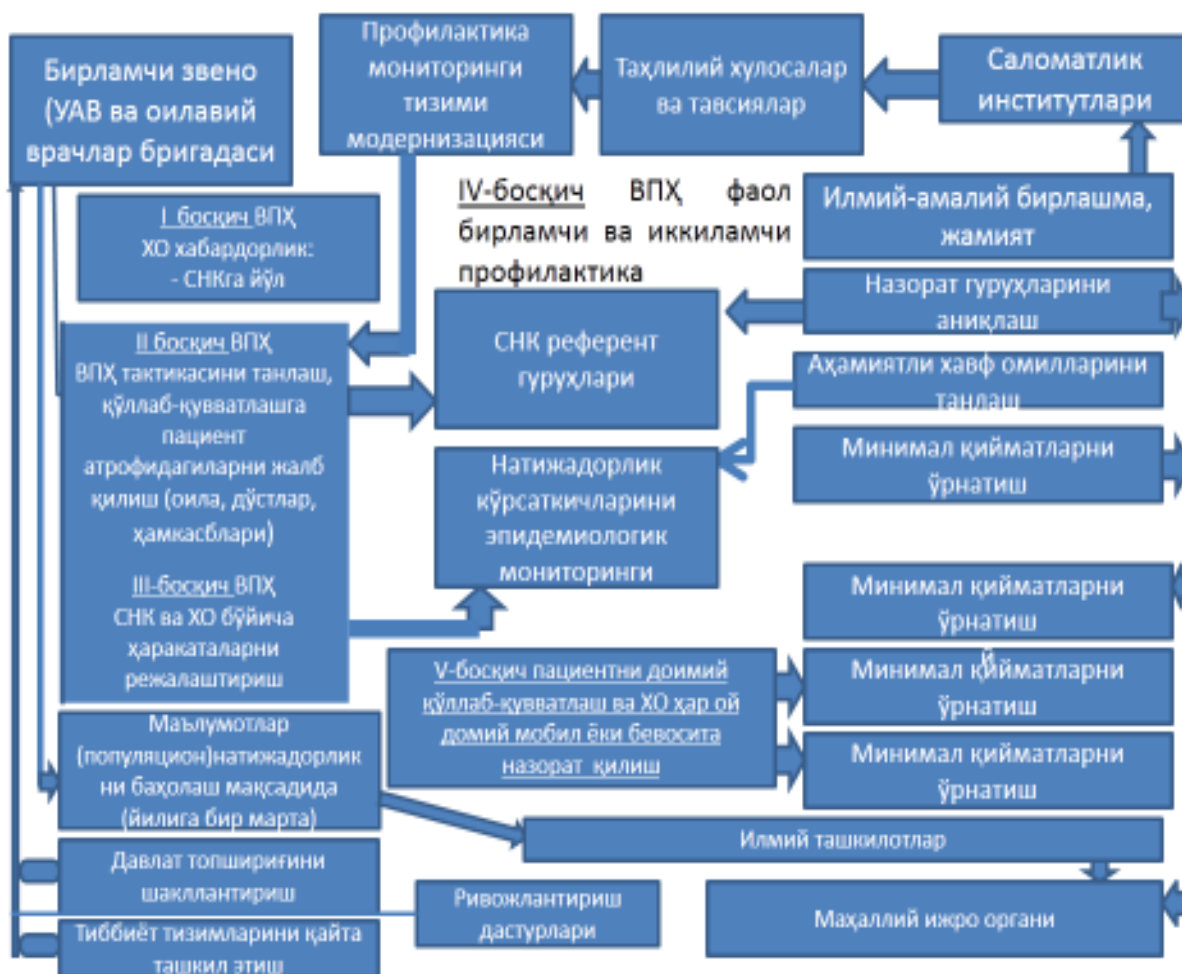 Бирламчи звено
(УАВ ва оилавий
врачлар бригадаси
Профилактика
мониторинги
тизими
модернизацияси
Таҳлилий хулосалар
ва тавсиялар
Саломатлик
институтлари
I босқич ВПҲ
ХО хабардорлик:
- СНКга йўл
IV-босқич ВПҲ фаол
бирламчи ва иккиламчи
профилактика
Илмий-амалий бирлашма,
жамият
Назорат гуруҳларини
аниқлаш
II босқич ВПҲ
ВПҲ тактикасини танлаш,
қўллаб-қувватлашга
пациент
атрофидагиларни жалб
қилиш (оила, дўстлар,
ҳамкасблари)
III-босқич ВПҲ
СНК ва ХО бўйича
ҳаракаталарни
режалаштириш
СНК референт
гуруҳлари
Аҳамиятли хавф омилларини
танлаш
Натижадорлик
кўрсаткичларини
эпидемиологик
мониторинги
Минимал қийматларни
ўрнатиш
Минимал қийматларни
ўрнатиш
V-босқич пациентни доимий
қўллаб-қувватлаш ва ХО ҳар ой
домий мобил ёки бевосита
назорат қилиш
Минимал қийматларни
ўрнатиш
Минимал қийматларни
ўрнатиш
Маълумотлар
(популяцион)натижадорлик
ни баҳолаш мақсадида
(йилига бир марта)
Илмий ташкилотлар
Давлат топшириғини
шакллантириш
Ривожлантириш
дастурлари
Маҳаллий ижро органи
Тиббиёт тизимларини қайта
ташкил этиш